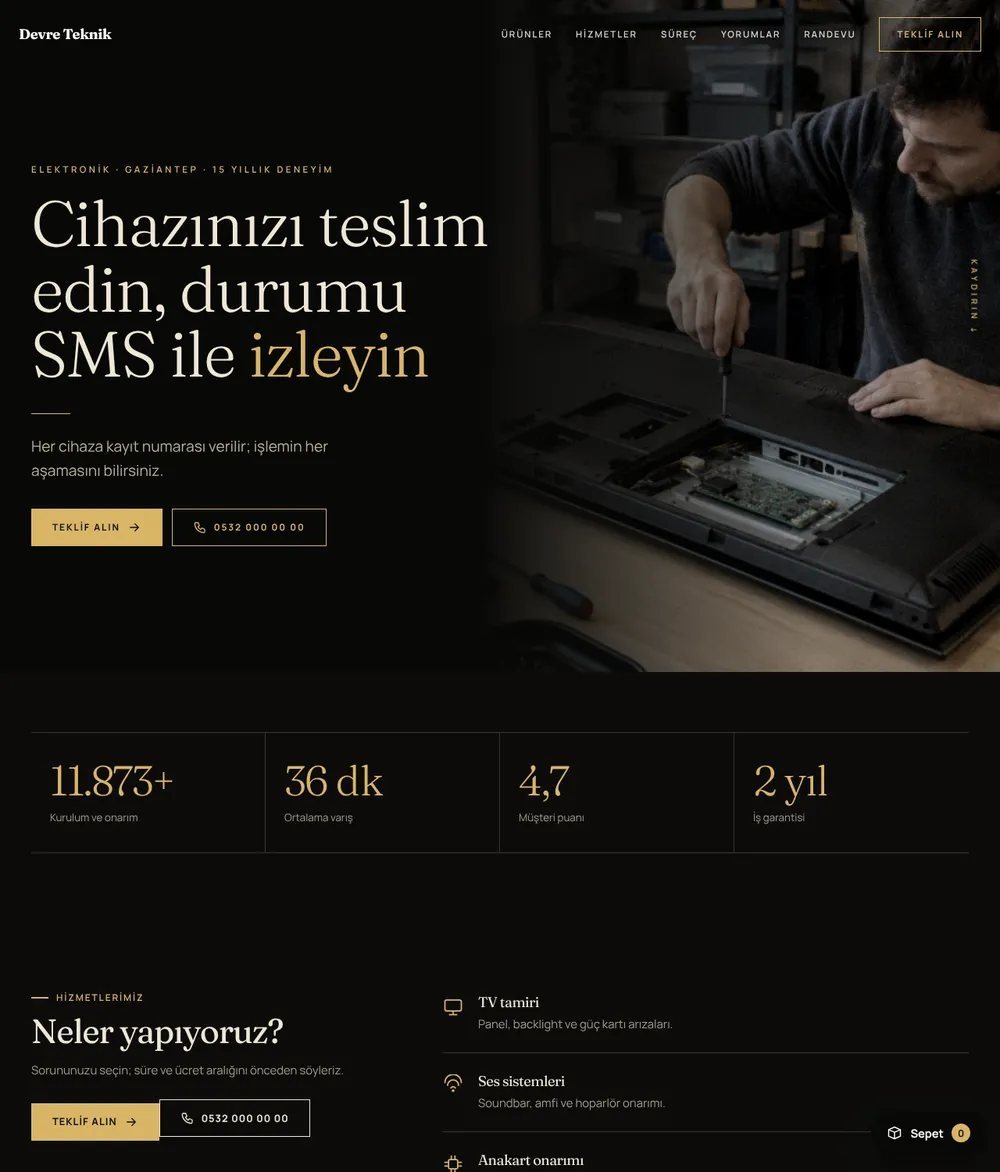 Devre Teknik
ÜRÜNLER
HİZMETLER
SÜREÇ
YORUMLAR
RANDEVU
TEKLİF ALIN
ELEKTRONİK · GAZİANTEP · 15 YILLIK DENEYİM
Cihazınızı teslim
edin, durumu
SMS ile izleyin
KAYDIRIN ↓
Her cihaza kayıt numarası verilir; işlemin her
aşamasını bilirsiniz.
TEKLİF ALIN →
0532 000 00 00
11.873+
Kurulum ve onarım
36 dk
Ortalama varış
4,7
Müşteri puanı
2 yıl
İş garantisi
HİZMETLERİMİZ
Neler yapıyoruz?
Sorununuzu seçin; süre ve ücret aralığını önceden söyleriz.
TEKLİF ALIN →
0532 000 00 00
TV tamiri
Panel, backlight ve güç kartı arızaları.
Ses sistemleri
Soundbar, amfi ve hoparlör onarımı.
Anakart onarımı
Sepet 0